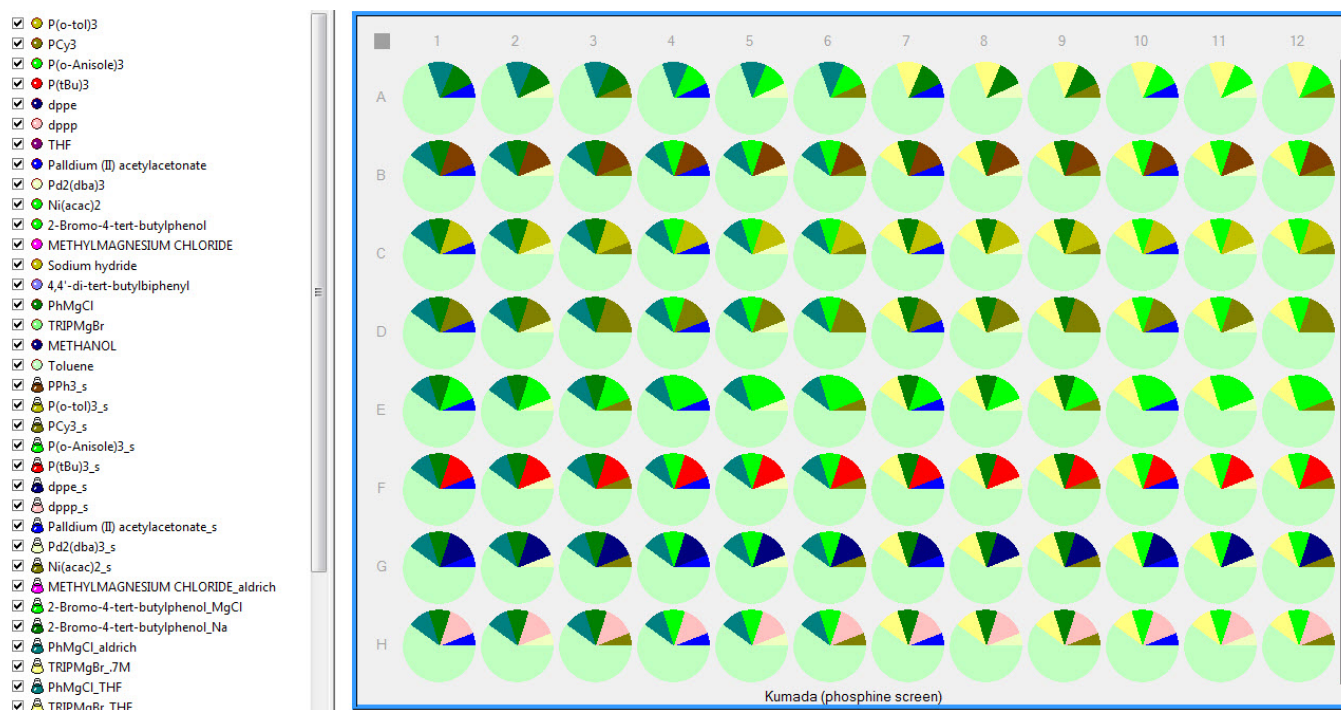 P(o-tol)3
PCy3
P(o-Anisole)3
P(tBu)3
dppe
dppp
THF
Palldium (II) acetylacetonate
Pd2(dba)3
Ni(acac)2
2-Bromo-4-tert-butylphenol
METHYLMAGNESIUM CHLORIDE
Sodium hydride
4,4'-di-tert-butylbiphenyl
PhMgCl
TRIPMgBr
METHANOL
Toluene
PPh3_s
P(o-tol)3_s
PCy3_s
P(o-Anisole)3_s
P(tBu)3_s
dppe_s
dppp_s
Palldium (II) acetylacetonate_s
Pd2(dba)3_s
Ni(acac)2_s
METHYLMAGNESIUM CHLORIDE_aldrich
2-Bromo-4-tert-butylphenol_MgCl
2-Bromo-4-tert-butylphenol_Na
PhMgCl_aldrich
TRIPMgBr_.7M
PhMgCl_THF
TRIPMgBr_THF
1 2 3 4 5 6 7 8 9 10 11 12
A
B
C
D
E
F
G
H
Kumada (phosphine screen)